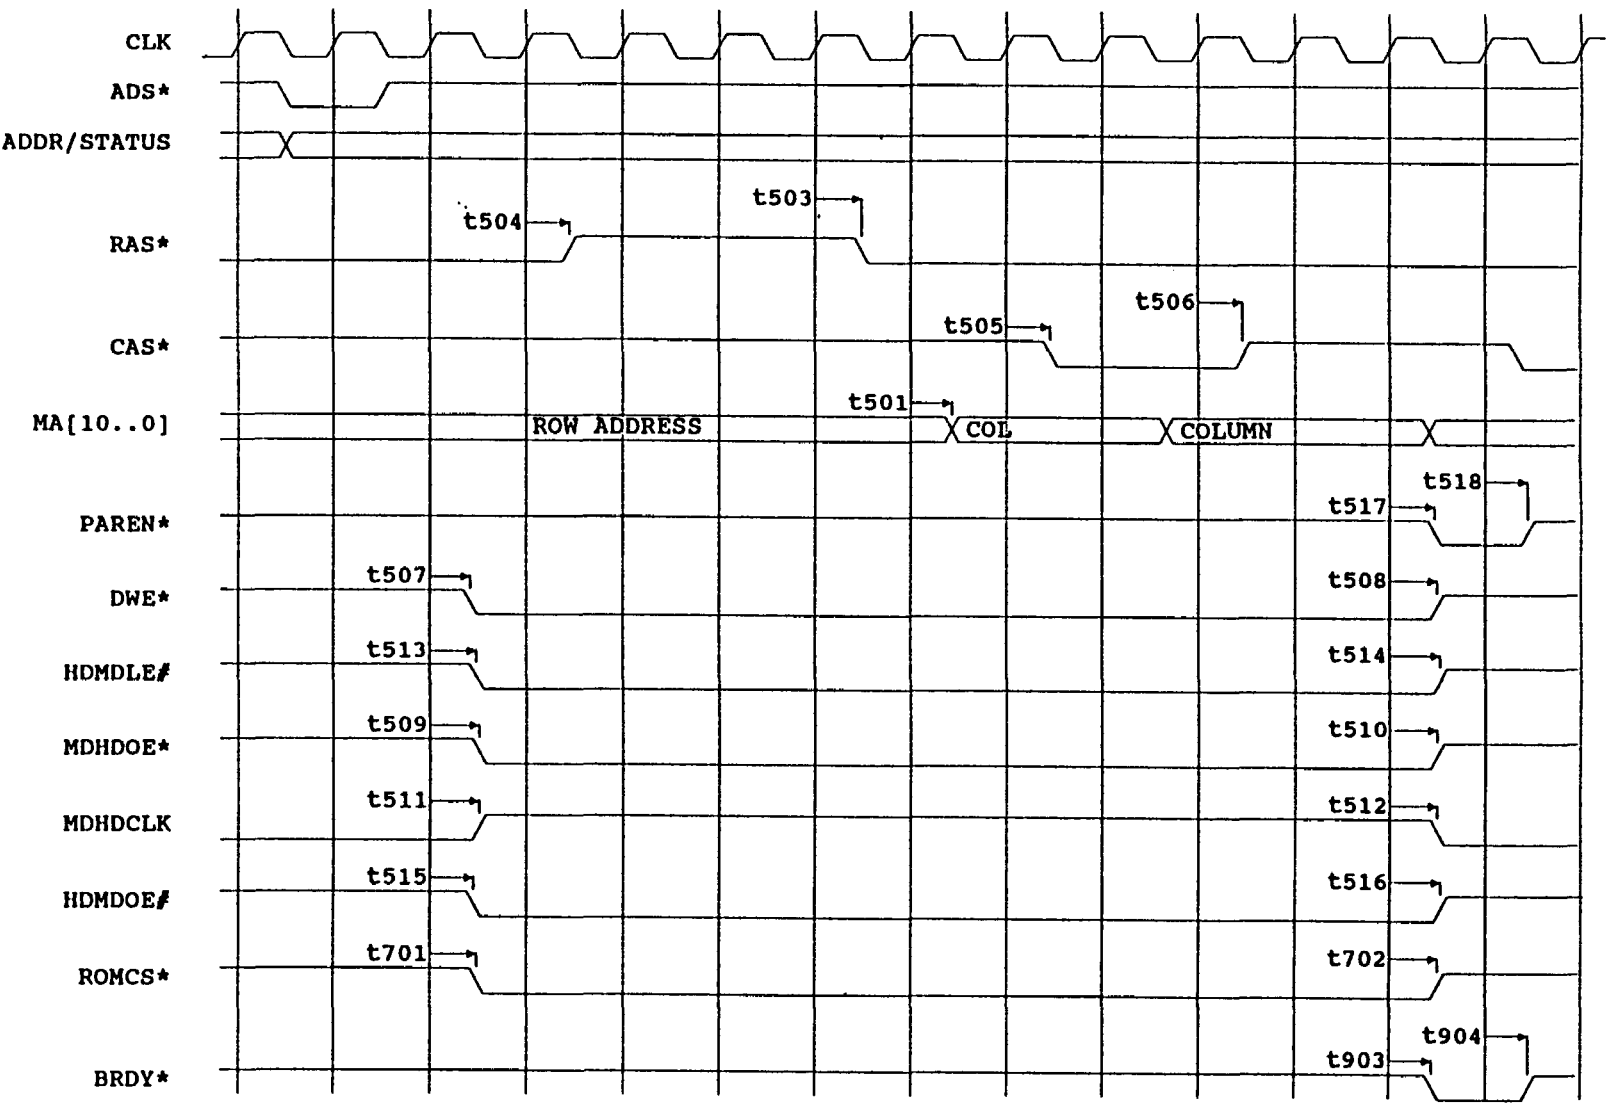 CLK
ADS*
ADDR/STATUS
t503
t504
RAS*
t506
t505
CAS*
t501
MA[10..0]
ROW ADDRESS
COL
COLUMN
t518
t517
PAREN*
t507
t508
DWE*
t513
t514
HDMDLE#
t509
t510
MDHDOE*
t511
t512
MDHDCLK
t515
t516
HDMDOE#
t701
t702
ROMCS*
t904
t903
BRDY*